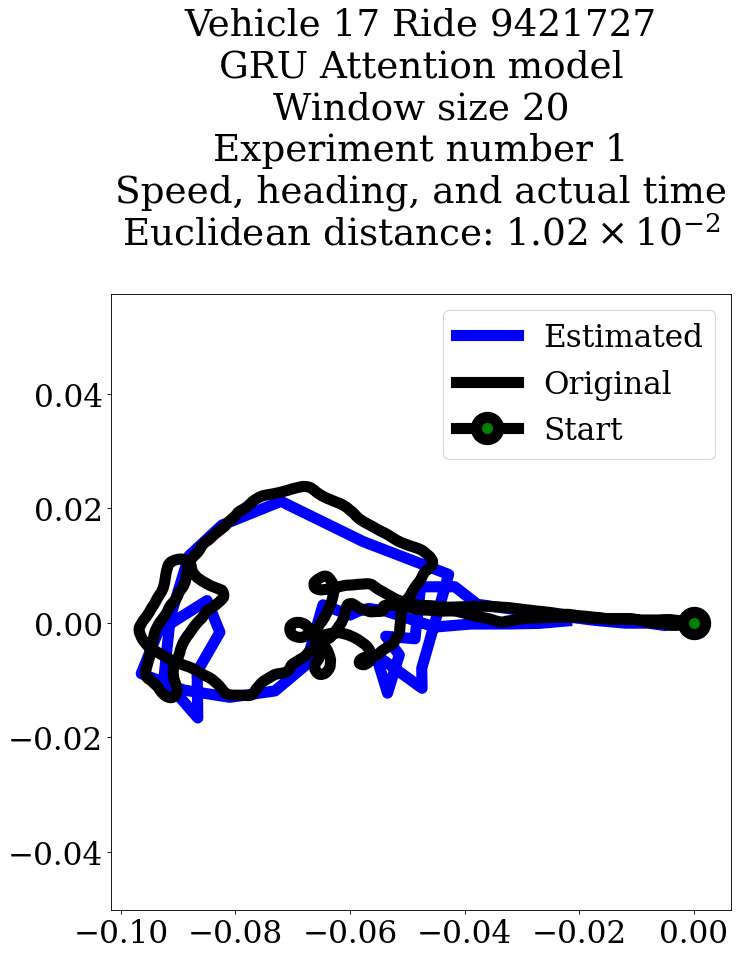 Vehicle 17 Ride 9421727
GRU Attention model
Window size 20
Experiment number 1
Speed, heading, and actual time
Euclidean distance: 1.02 × 10⁻²
Estimated
Original
Start
0.04
0.02
0.00
−0.02
−0.04
−0.10 −0.08 −0.06 −0.04 −0.02 0.00